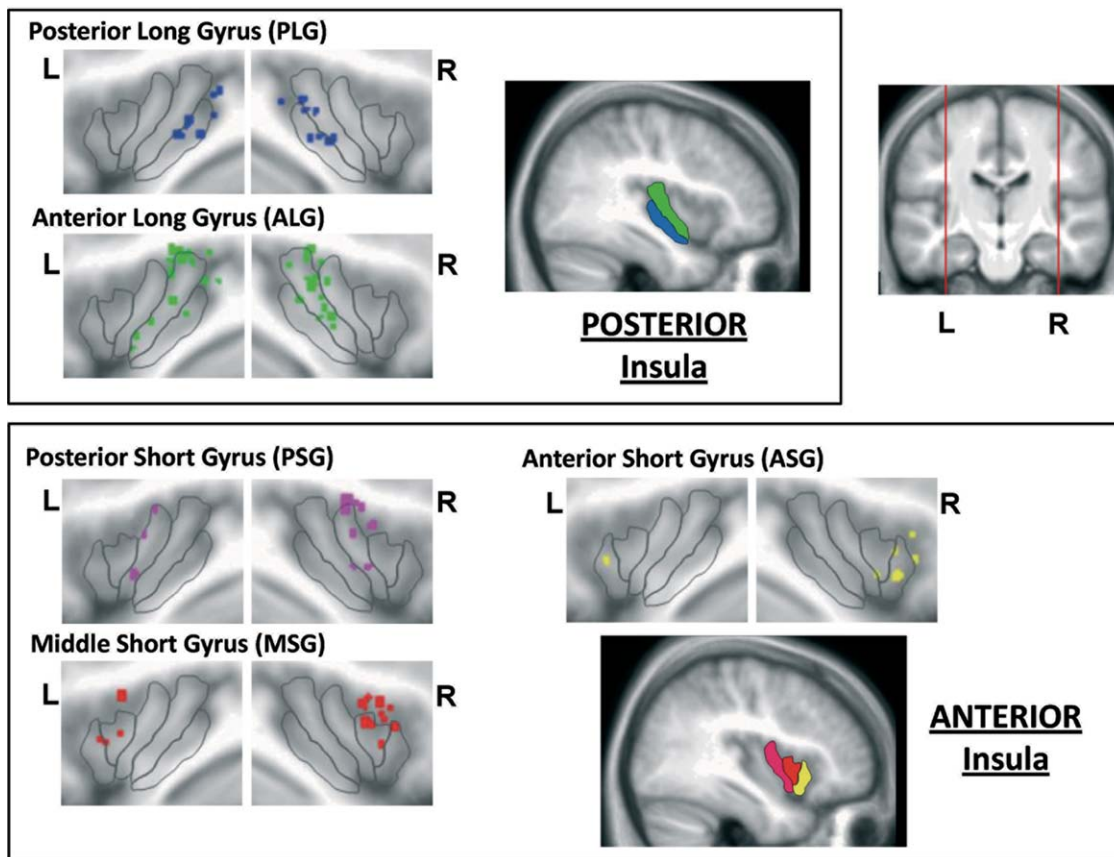 Posterior Long Gyrus (PLG)
L
R
Anterior Long Gyrus (ALG)
L
R
POSTERIOR
Insula
L
R
Posterior Short Gyrus (PSG)
L
R
Middle Short Gyrus (MSG)
L
R
Anterior Short Gyrus (ASG)
L
R
ANTERIOR
Insula